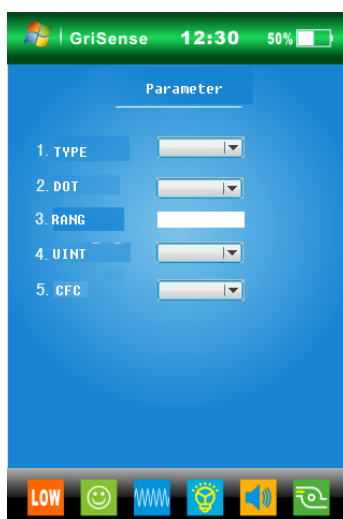 GriSense 12:30 50%
Parameter
1. TYPE
2. DOT
3. RANG
4. UINT
5. CFC
LOW